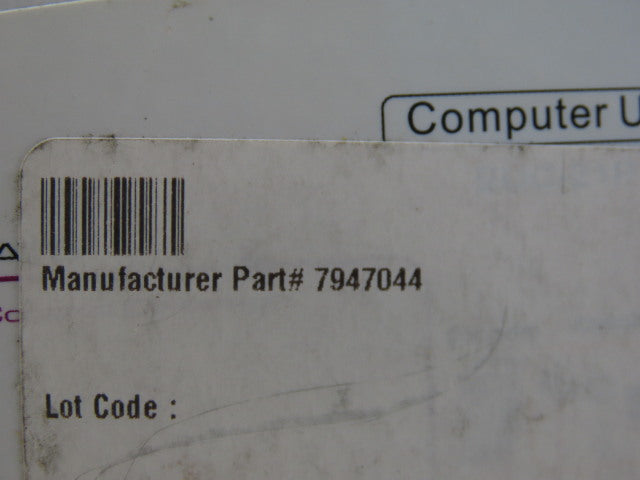 Computer U
Manufacturer Part# 7947044
Lot Code :